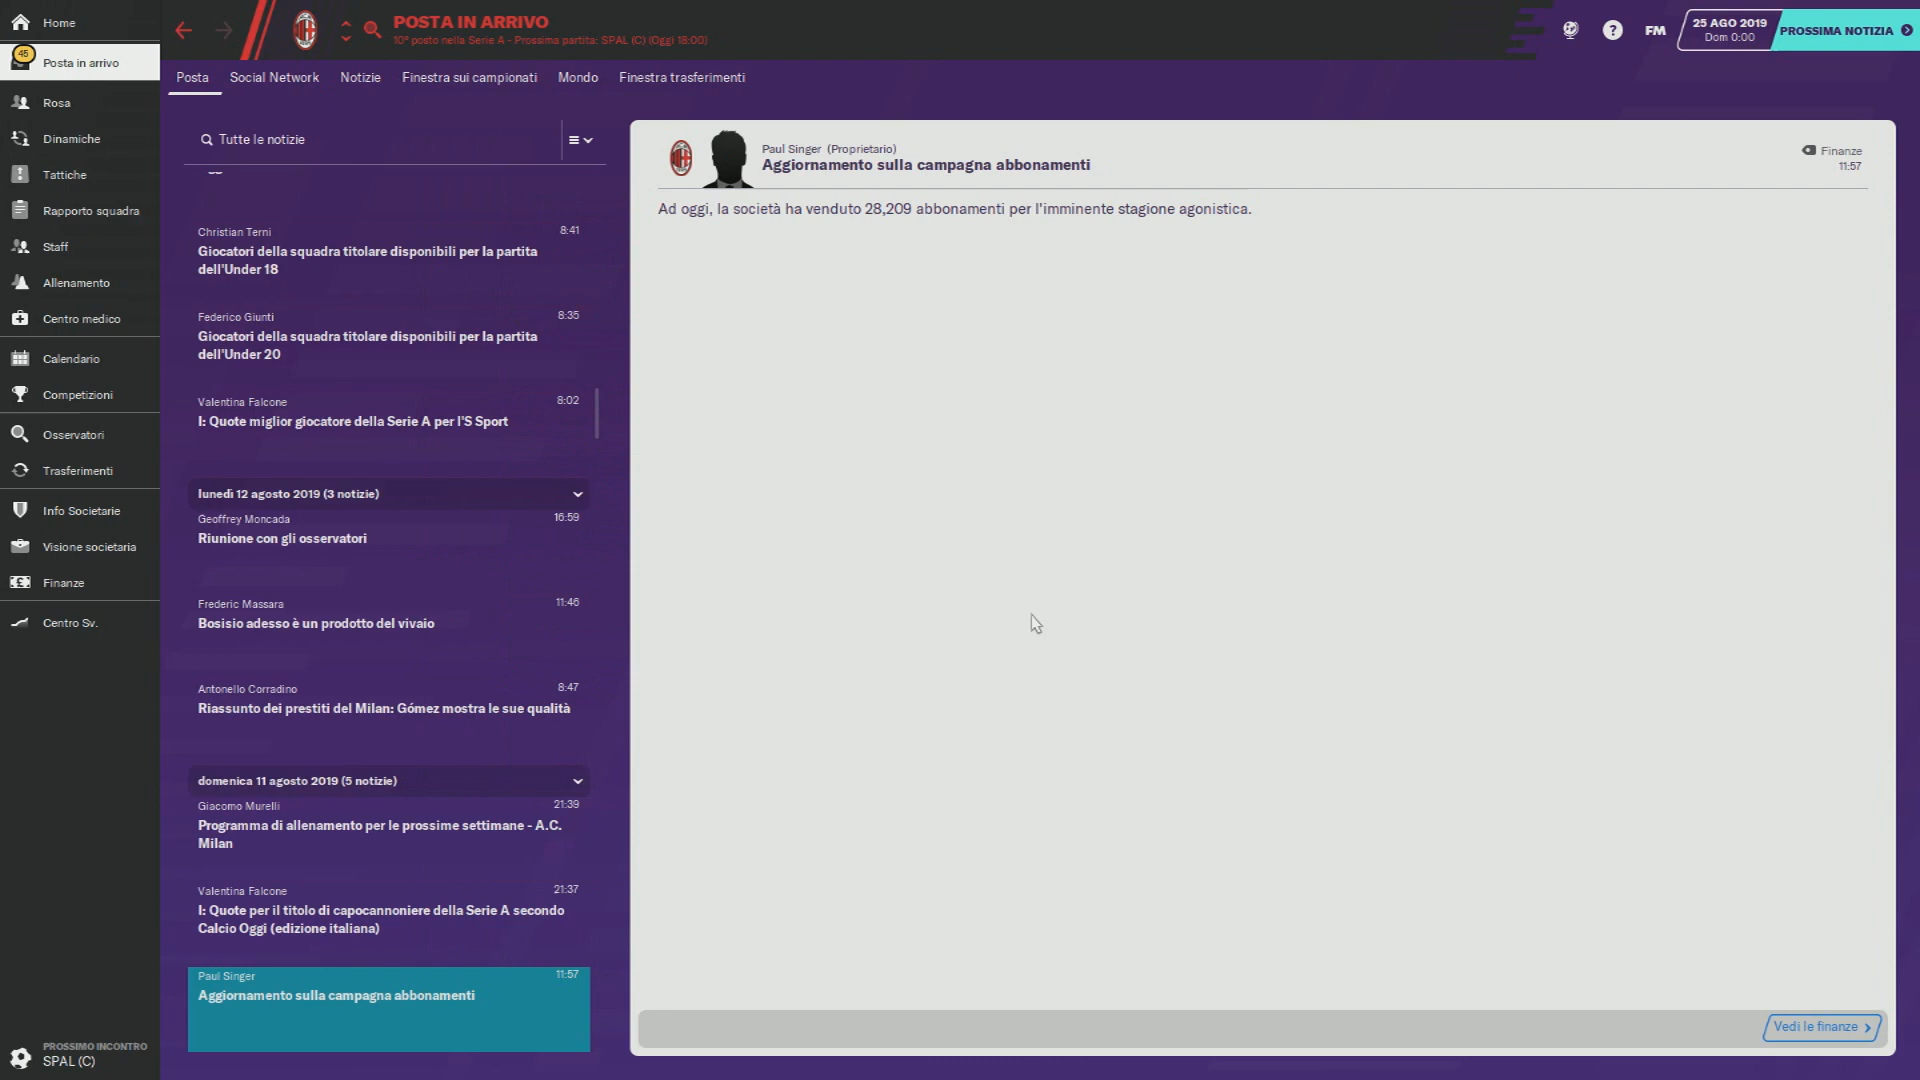 Home
45
Posta in arrivo
Rosa
Dinamiche
Tattiche
Rapporto squadra
Staff
Allenamento
Centro medico
Calendario
Competizioni
Osservatori
Trasferimenti
Info Societarie
Visione societaria
Finanze
Centro Sv.
PROSSIMO INCONTRO
SPAL (C)
POSTA IN ARRIVO
10° posto nella Serie A - Prossima partita: SPAL (C) (Oggi 18:00)
FM
25 AGO 2019
Dom 0:00
PROSSIMA NOTIZIA
Posta Social Network Notizie Finestra sui campionati Mondo Finestra trasferimenti
Tutte le notizie
Christian Terni 8:41
Giocatori della squadra titolare disponibili per la partita
dell'Under 18
Federico Giunti 8:35
Giocatori della squadra titolare disponibili per la partita
dell'Under 20
Valentina Falcone 8:02
I: Quote miglior giocatore della Serie A per l'S Sport
lunedì 12 agosto 2019 (3 notizie)
Geoffrey Moncada 16:59
Riunione con gli osservatori
Frederic Massara 11:46
Bosisio adesso è un prodotto del vivaio
Antonello Corradino 8:47
Riassunto dei prestiti del Milan: Gómez mostra le sue qualità
domenica 11 agosto 2019 (5 notizie)
Giacomo Murelli 21:39
Programma di allenamento per le prossime settimane - A.C.
Milan
Valentina Falcone 21:37
I: Quote per il titolo di capocannoniere della Serie A secondo
Calcio Oggi (edizione italiana)
Paul Singer 11:57
Aggiornamento sulla campagna abbonamenti
Paul Singer (Proprietario)
Aggiornamento sulla campagna abbonamenti
Finanze
11:57
Ad oggi, la società ha venduto 28,209 abbonamenti per l'imminente stagione agonistica.
Vedi le finanze